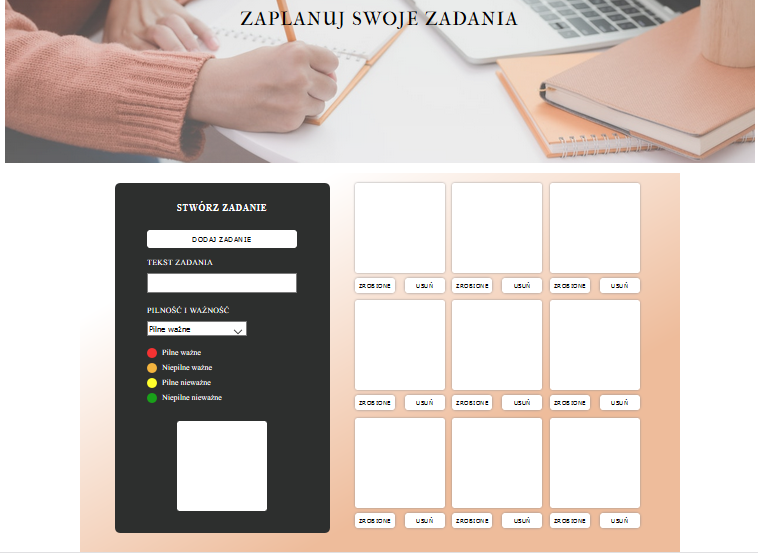 ZAPLANUJ SWOJE ZADANIA
STWÓRZ ZADANIE
DODAJ ZADANIE
TEKST ZADANIA
PILNOŚĆ I WAŻNOŚĆ
Pilne ważne
Pilne ważne
Niepilne ważne
Pilne nieważne
Niepilne nieważne
ZROBIONE USUŃ ZROBIONE USUŃ ZROBIONE USUŃ
ZROBIONE USUŃ ZROBIONE USUŃ ZROBIONE USUŃ
ZROBIONE USUŃ ZROBIONE USUŃ ZROBIONE USUŃ